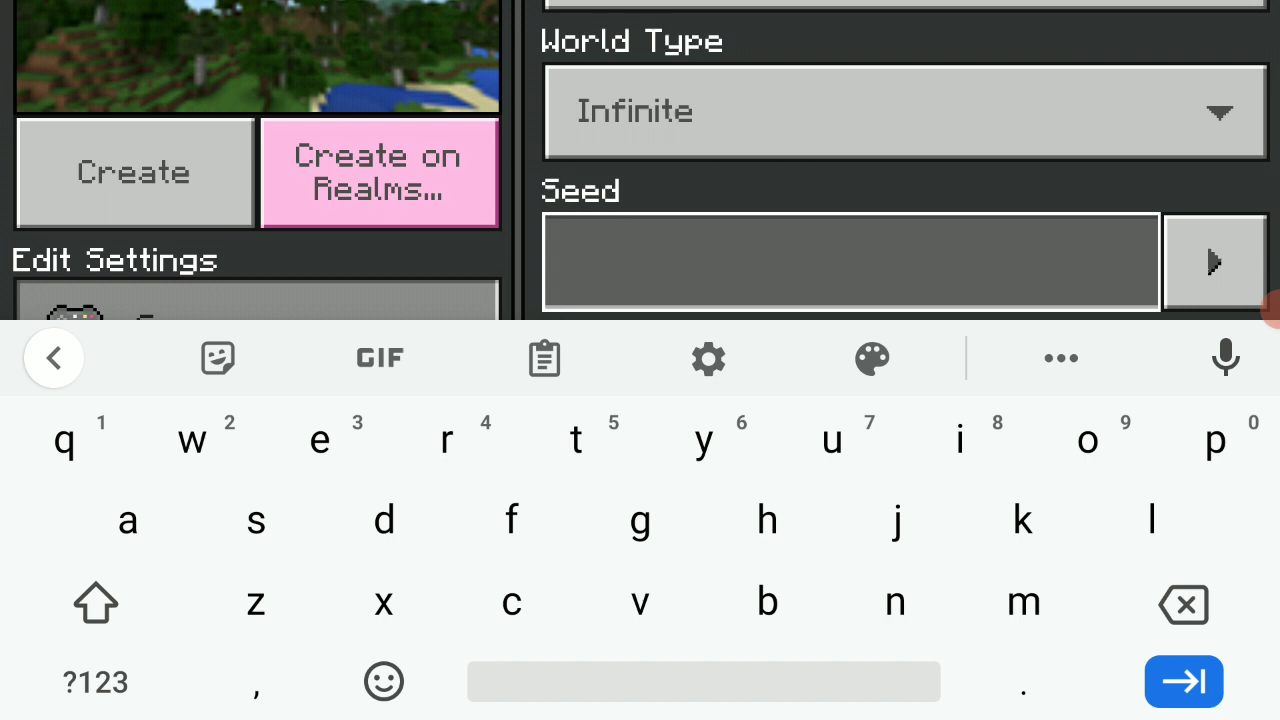 World Type
Infinite
Create
Create on
Realms...
Seed
Edit Settings
GIF
q 1 w 2 e 3 r 4 t 5 y 6 u 7 i 8 o 9 p 0
a s d f g h j k l
z x c v b n m
?123 , .